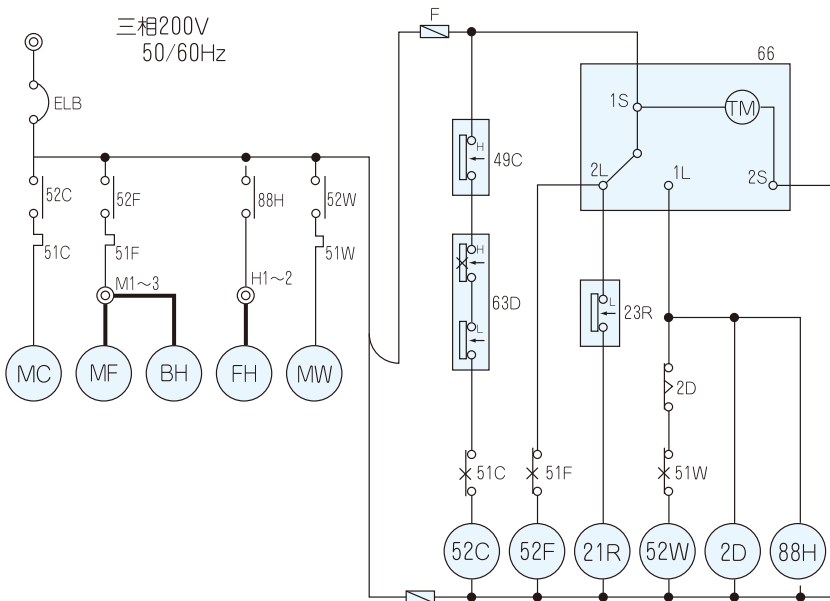 三相200V
50/60Hz
ELB
52C
52F
88H
52W
51C
51F
51W
M1～3
H1～2
MC
MF
BH
FH
MW
F
66
1S
TM
2L
1L
2S
H
49C
H
63D
L
L
23R
2D
51C
51F
51W
52C
52F
21R
52W
2D
88H